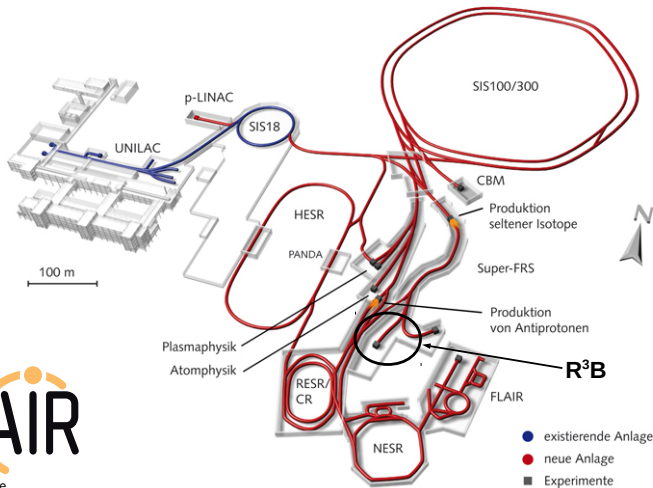 SIS100/300
p-LINAC
SIS18
UNILAC
CBM
HESR
Produktion
seltener Isotope
N
PANDA
100 m
Super-FRS
Produktion
von Antiprotonen
Plasmaphysik
Atomphysik
R³B
RESR/
CR
FLAIR
AIR
NESR
existierende Anlage
neue Anlage
Experimente
e